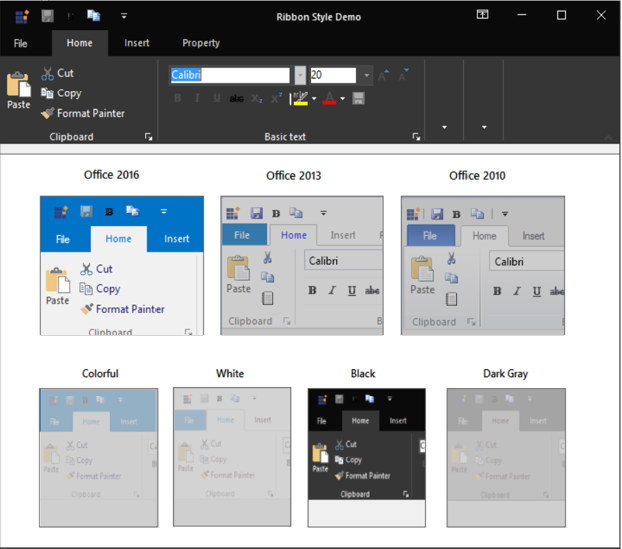 Ribbon Style Demo
File Home Insert Property
Cut
Copy
Paste
Format Painter
Calibri 20
B I U abc X₂ X² A
Clipboard Basic text
Office 2016 Office 2013 Office 2010
B
File Home Insert
Cut
Copy
Paste
Format Painter
Clipboard
B
File Home Insert
Calibri
Paste
B I U abc
Clipboard B
B
File Home Insert
Calibri
Paste
B I U abc
Clipboard
Colorful White Black Dark Gray
File Home Insert
Cut
Copy
Paste
Format Painter
Clipboard
File Home Insert
Cut
Copy
Paste
Format Painter
Clipboard
File Home Insert
Cut
Copy
Paste
Format Painter
Clipboard
File Home Insert
Cut
Copy
Paste
Format Painter
Clipboard